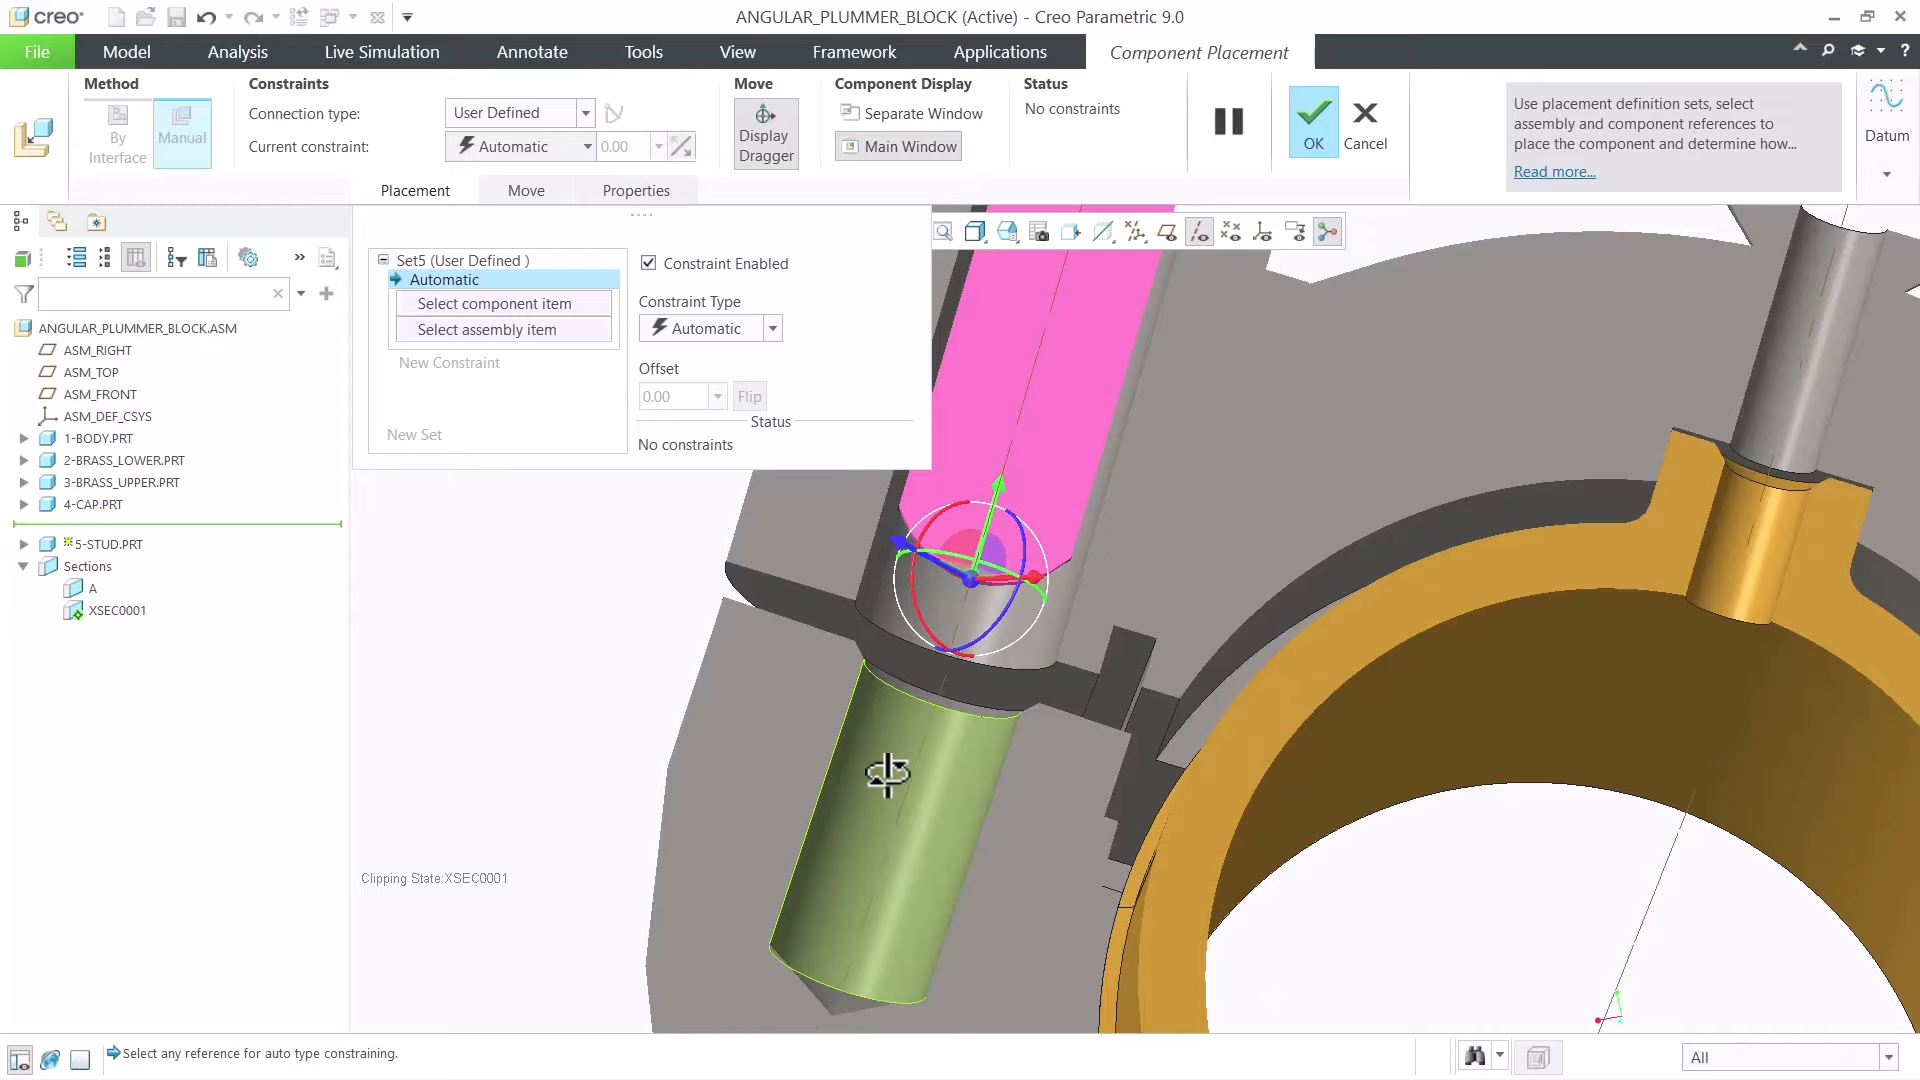 creo
ANGULAR_PLUMMER_BLOCK (Active) - Creo Parametric 9.0
File
Model
Analysis
Live Simulation
Annotate
Tools
View
Framework
Applications
Component Placement
Method
By Interface
Manual
Constraints
Connection type:
User Defined
Current constraint:
Automatic
0.00
Move
Display Dragger
Component Display
Separate Window
Main Window
Status
No constraints
OK
Cancel
Use placement definition sets, select
assembly and component references to
place the component and determine how...
Read more...
Datum
Placement
Move
Properties
Set5 (User Defined )
Automatic
Select component item
Select assembly item
New Constraint
New Set
Constraint Enabled
Constraint Type
Automatic
Offset
0.00
Flip
Status
No constraints
ANGULAR_PLUMMER_BLOCK.ASM
ASM_RIGHT
ASM_TOP
ASM_FRONT
ASM_DEF_CSYS
1-BODY.PRT
2-BRASS_LOWER.PRT
3-BRASS_UPPER.PRT
4-CAP.PRT
5-STUD.PRT
Sections
A
XSEC0001
Clipping State:XSEC0001
Select any reference for auto type constraining.
All